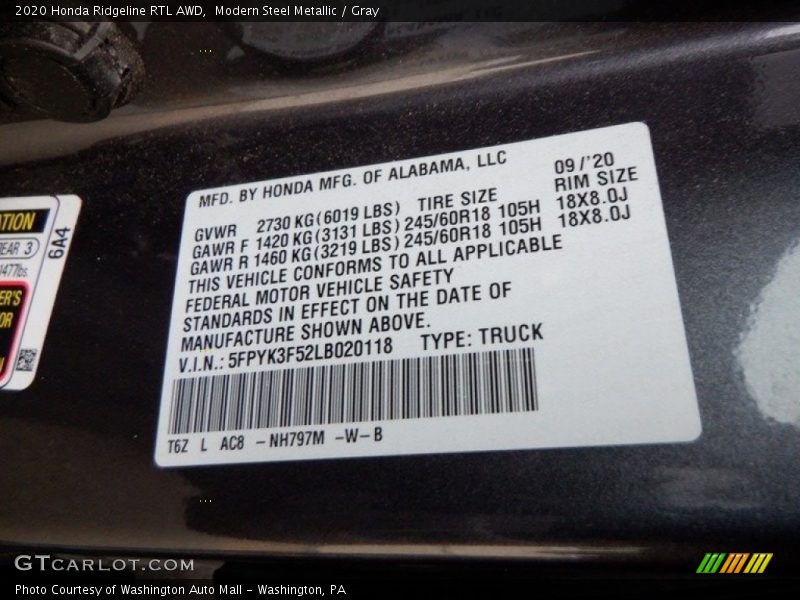 2020 Honda Ridgeline RTL AWD,  Modern Steel Metallic / Gray
MFD. BY HONDA MFG. OF ALABAMA, LLC 09/'20
GVWR 2730 KG(6019 LBS) TIRE SIZE RIM SIZE
GAWR F 1420 KG(3131 LBS) 245/60R18 105H 18X8.0J
GAWR R 1460 KG(3219 LBS) 245/60R18 105H 18X8.0J
THIS VEHICLE CONFORMS TO ALL APPLICABLE
FEDERAL MOTOR VEHICLE SAFETY
STANDARDS IN EFFECT ON THE DATE OF
MANUFACTURE SHOWN ABOVE.
V.I.N.: 5FPYK3F52LB020118 TYPE: TRUCK
T6Z L AC8 -NH797M -W-B
6A4
GTCARLOT.COM
Photo Courtesy of Washington Auto Mall - Washington, PA